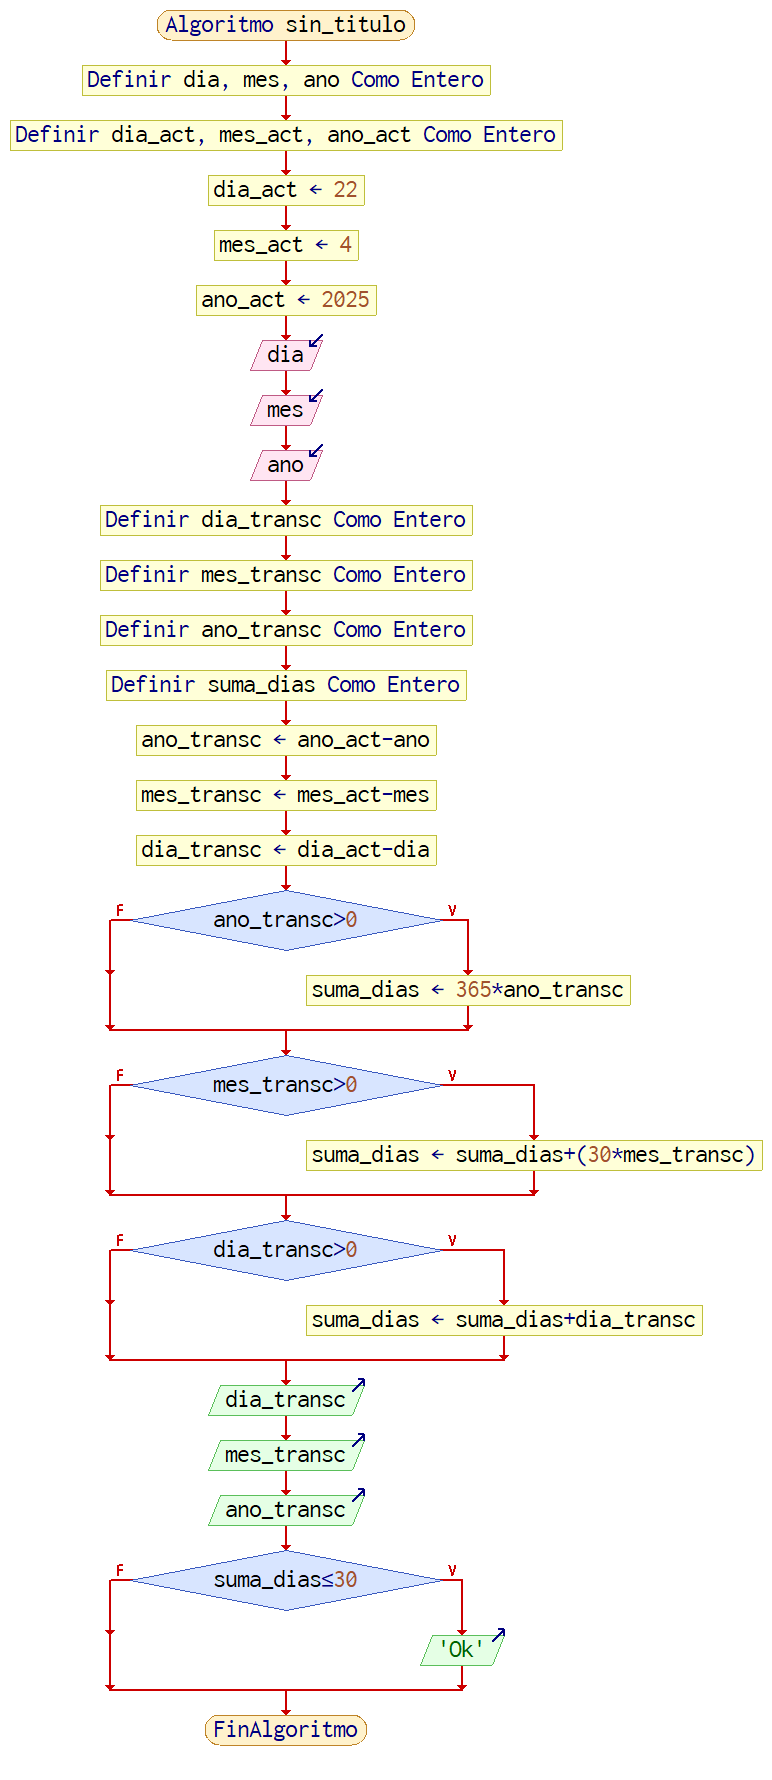 Algoritmo sin_titulo
Definir dia, mes, ano Como Entero
Definir dia_act, mes_act, ano_act Como Entero
dia_act ← 22
mes_act ← 4
ano_act ← 2025
dia
mes
ano
Definir dia_transc Como Entero
Definir mes_transc Como Entero
Definir ano_transc Como Entero
Definir suma_dias Como Entero
ano_transc ← ano_act-ano
mes_transc ← mes_act-mes
dia_transc ← dia_act-dia
F ano_transc>0 V
suma_dias ← 365*ano_transc
F mes_transc>0 V
suma_dias ← suma_dias+(30*mes_transc)
F dia_transc>0 V
suma_dias ← suma_dias+dia_transc
dia_transc
mes_transc
ano_transc
F suma_dias≤30 V
'Ok'
FinAlgoritmo